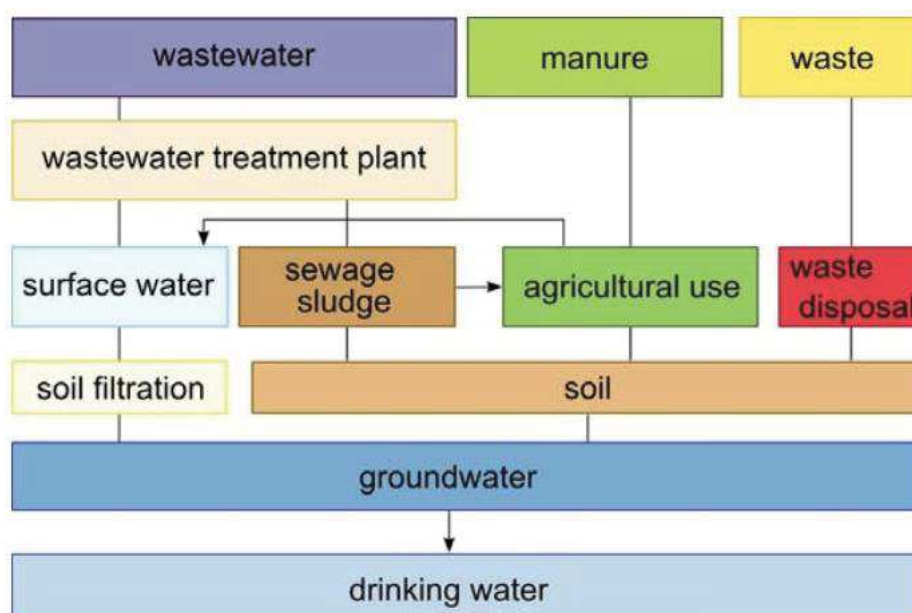 wastewater
manure
waste
wastewater treatment plant
surface water
sewage
sludge
agricultural use
waste
disposal
soil filtration
soil
groundwater
drinking water